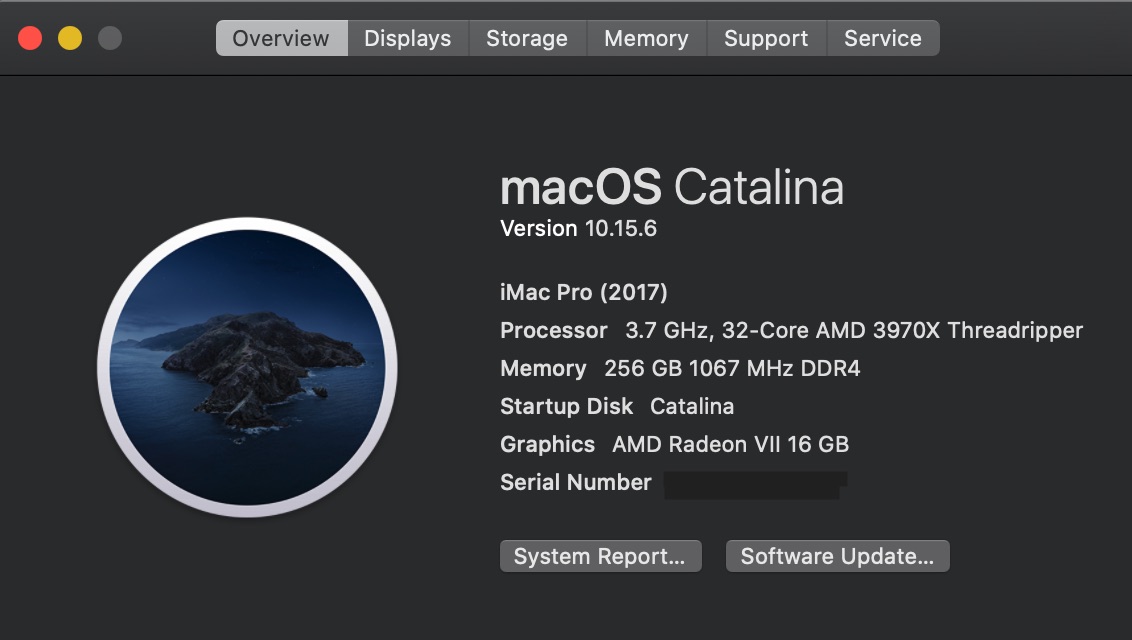 Overview Displays Storage Memory Support Service
macOS Catalina
Version 10.15.6
iMac Pro (2017)
Processor 3.7 GHz, 32-Core AMD 3970X Threadripper
Memory 256 GB 1067 MHz DDR4
Startup Disk Catalina
Graphics AMD Radeon VII 16 GB
Serial Number
System Report... Software Update...